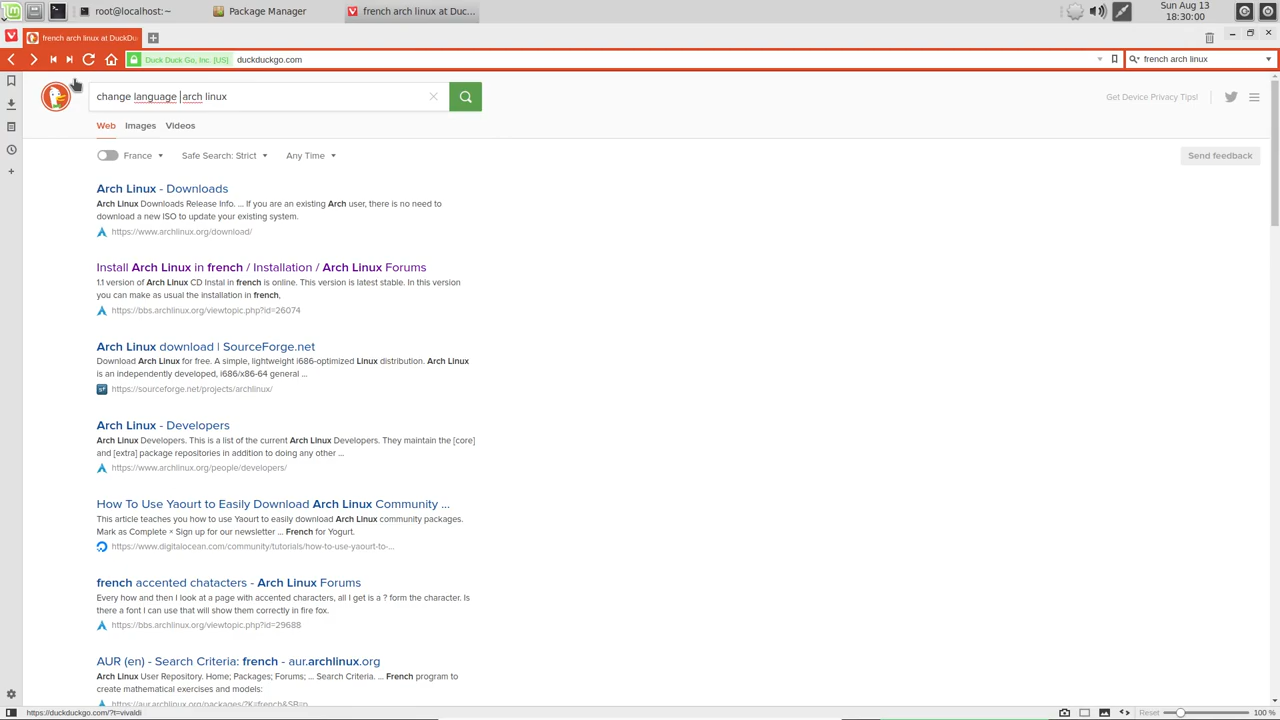 root@localhost:~
Package Manager
french arch linux at Duc...
Sun Aug 13
18:30:00
french arch linux at DuckDu
Duck Duck Go, Inc. [US]
duckduckgo.com
french arch linux
change language arch linux
Get Device Privacy Tips!
Web
Images
Videos
France
Safe Search: Strict
Any Time
Send feedback
Arch Linux - Downloads
Arch Linux Downloads Release Info. ... If you are an existing Arch user, there is no need to
download a new ISO to update your existing system.
https://www.archlinux.org/download/
Install Arch Linux in french / Installation / Arch Linux Forums
1.1 version of Arch Linux CD Instal in french is online. This version is latest stable. In this version
you can make as usual the installation in french,
https://bbs.archlinux.org/viewtopic.php?id=26074
Arch Linux download | SourceForge.net
Download Arch Linux for free. A simple, lightweight i686-optimized Linux distribution. Arch Linux
is an independently developed, i686/x86-64 general ...
https://sourceforge.net/projects/archlinux/
Arch Linux - Developers
Arch Linux Developers. This is a list of the current Arch Linux Developers. They maintain the [core]
and [extra] package repositories in addition to doing any other ...
https://www.archlinux.org/people/developers/
How To Use Yaourt to Easily Download Arch Linux Community ...
This article teaches you how to use Yaourt to easily download Arch Linux community packages.
Mark as Complete × Sign up for our newsletter ... French for Yogurt.
https://www.digitalocean.com/community/tutorials/how-to-use-yaourt-to-...
french accented chatacters - Arch Linux Forums
Every how and then I look at a page with accented characters, all I get is a ? form the character. Is
there a font I can use that will show them correctly in fire fox.
https://bbs.archlinux.org/viewtopic.php?id=29688
AUR (en) - Search Criteria: french - aur.archlinux.org
Arch Linux User Repository. Home; Packages; Forums; ... Search Criteria. ... French program to
create mathematical exercises and models:
https://aur.archlinux.org/packages/?K=french&SB=p
https://duckduckgo.com/?t=vivaldi
Reset
100 %